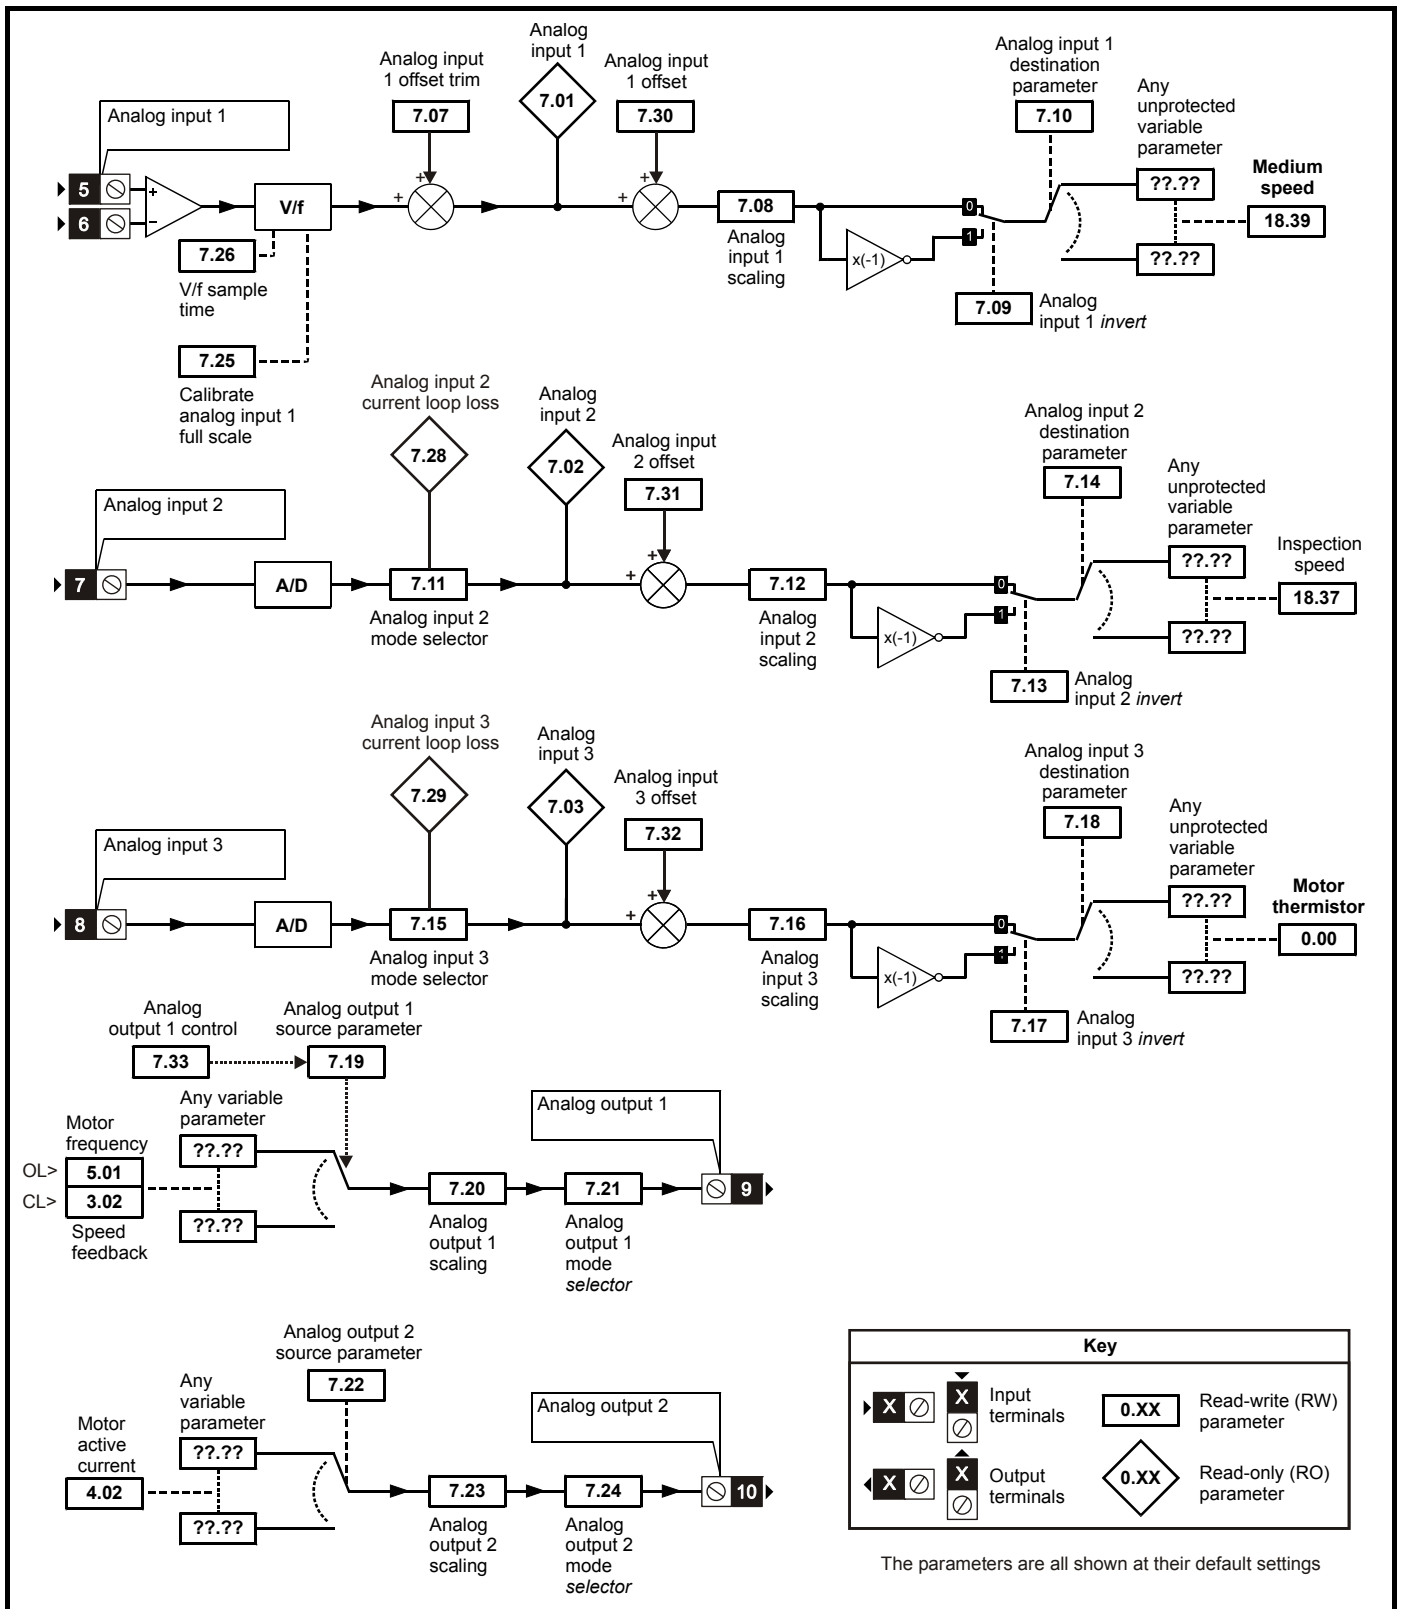 Analog input 1
5
6
+
−
V/f
7.26
V/f sample
time
7.25
Calibrate
analog input 1
full scale
Analog input
1 offset trim
7.07
+
+
Analog
input 1
7.01
Analog input
1 offset
7.30
+
+
7.08
Analog
input 1
scaling
x(-1)
0
1
Analog input 1
destination
parameter
7.10
7.09
Analog
input 1 invert
Any
unprotected
variable
parameter
??.??
??.??
Medium
speed
18.39
Analog input 2
7
A/D
Analog input 2
current loop loss
7.28
7.11
Analog input 2
mode selector
Analog
input 2
7.02
Analog input
2 offset
7.31
+
+
7.12
Analog
input 2
scaling
x(-1)
0
1
Analog input 2
destination
parameter
7.14
7.13
Analog
input 2 invert
Any
unprotected
variable
parameter
??.??
??.??
Inspection
speed
18.37
Analog input 3
8
A/D
Analog input 3
current loop loss
7.29
7.15
Analog input 3
mode selector
Analog
input 3
7.03
Analog input
3 offset
7.32
+
+
7.16
Analog
input 3
scaling
x(-1)
0
1
Analog input 3
destination
parameter
7.18
7.17
Analog
input 3 invert
Any
unprotected
variable
parameter
??.??
??.??
Motor
thermistor
0.00
Analog
output 1 control
7.33
Analog output 1
source parameter
7.19
Any variable
parameter
??.??
??.??
Motor
frequency
OL>
5.01
CL>
3.02
Speed
feedback
7.20
Analog
output 1
scaling
7.21
Analog
output 1
mode
selector
Analog output 1
9
Analog output 2
source parameter
7.22
Any
variable
parameter
??.??
??.??
Motor
active
current
4.02
7.23
Analog
output 2
scaling
7.24
Analog
output 2
mode
selector
Analog output 2
10
Key
X
X
Input
terminals
0.XX
Read-write (RW)
parameter
X
X
Output
terminals
0.XX
Read-only (RO)
parameter
The parameters are all shown at their default settings